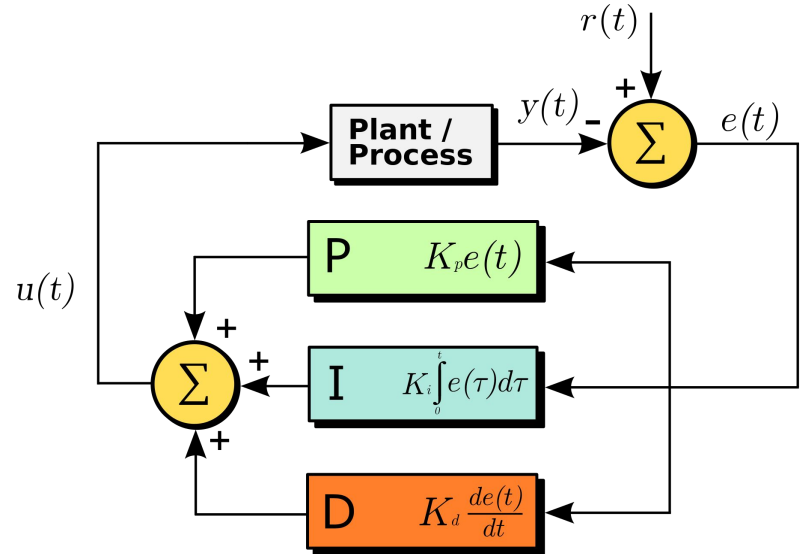 r(t)
+
Plant /
Process
y(t)
-
Σ
e(t)
P K_p e(t)
u(t)
+
Σ
+
I K_i ∫_0^t e(τ)dτ
+
D K_d de(t)/dt